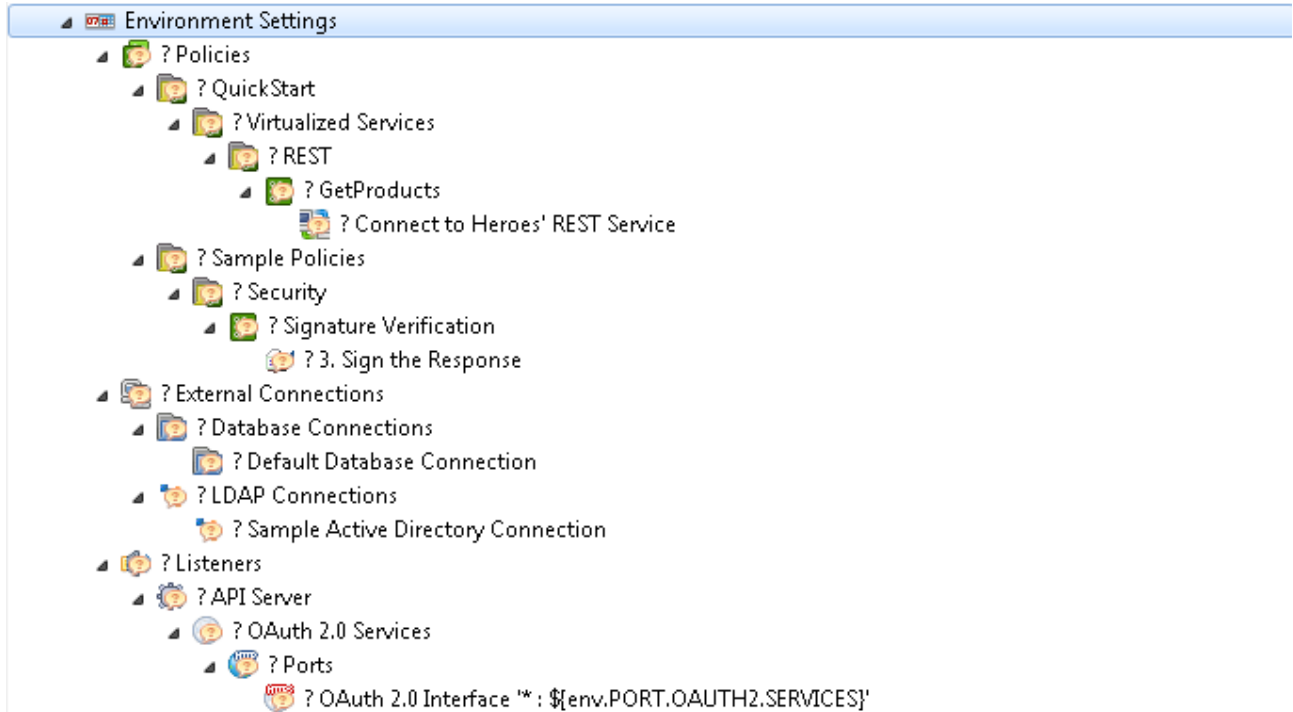 Environment Settings
? Policies
? QuickStart
? Virtualized Services
? REST
? GetProducts
? Connect to Heroes' REST Service
? Sample Policies
? Security
? Signature Verification
? 3. Sign the Response
? External Connections
? Database Connections
? Default Database Connection
? LDAP Connections
? Sample Active Directory Connection
? Listeners
? API Server
? OAuth 2.0 Services
? Ports
? OAuth 2.0 Interface '* : ${env.PORT.OAUTH2.SERVICES}'